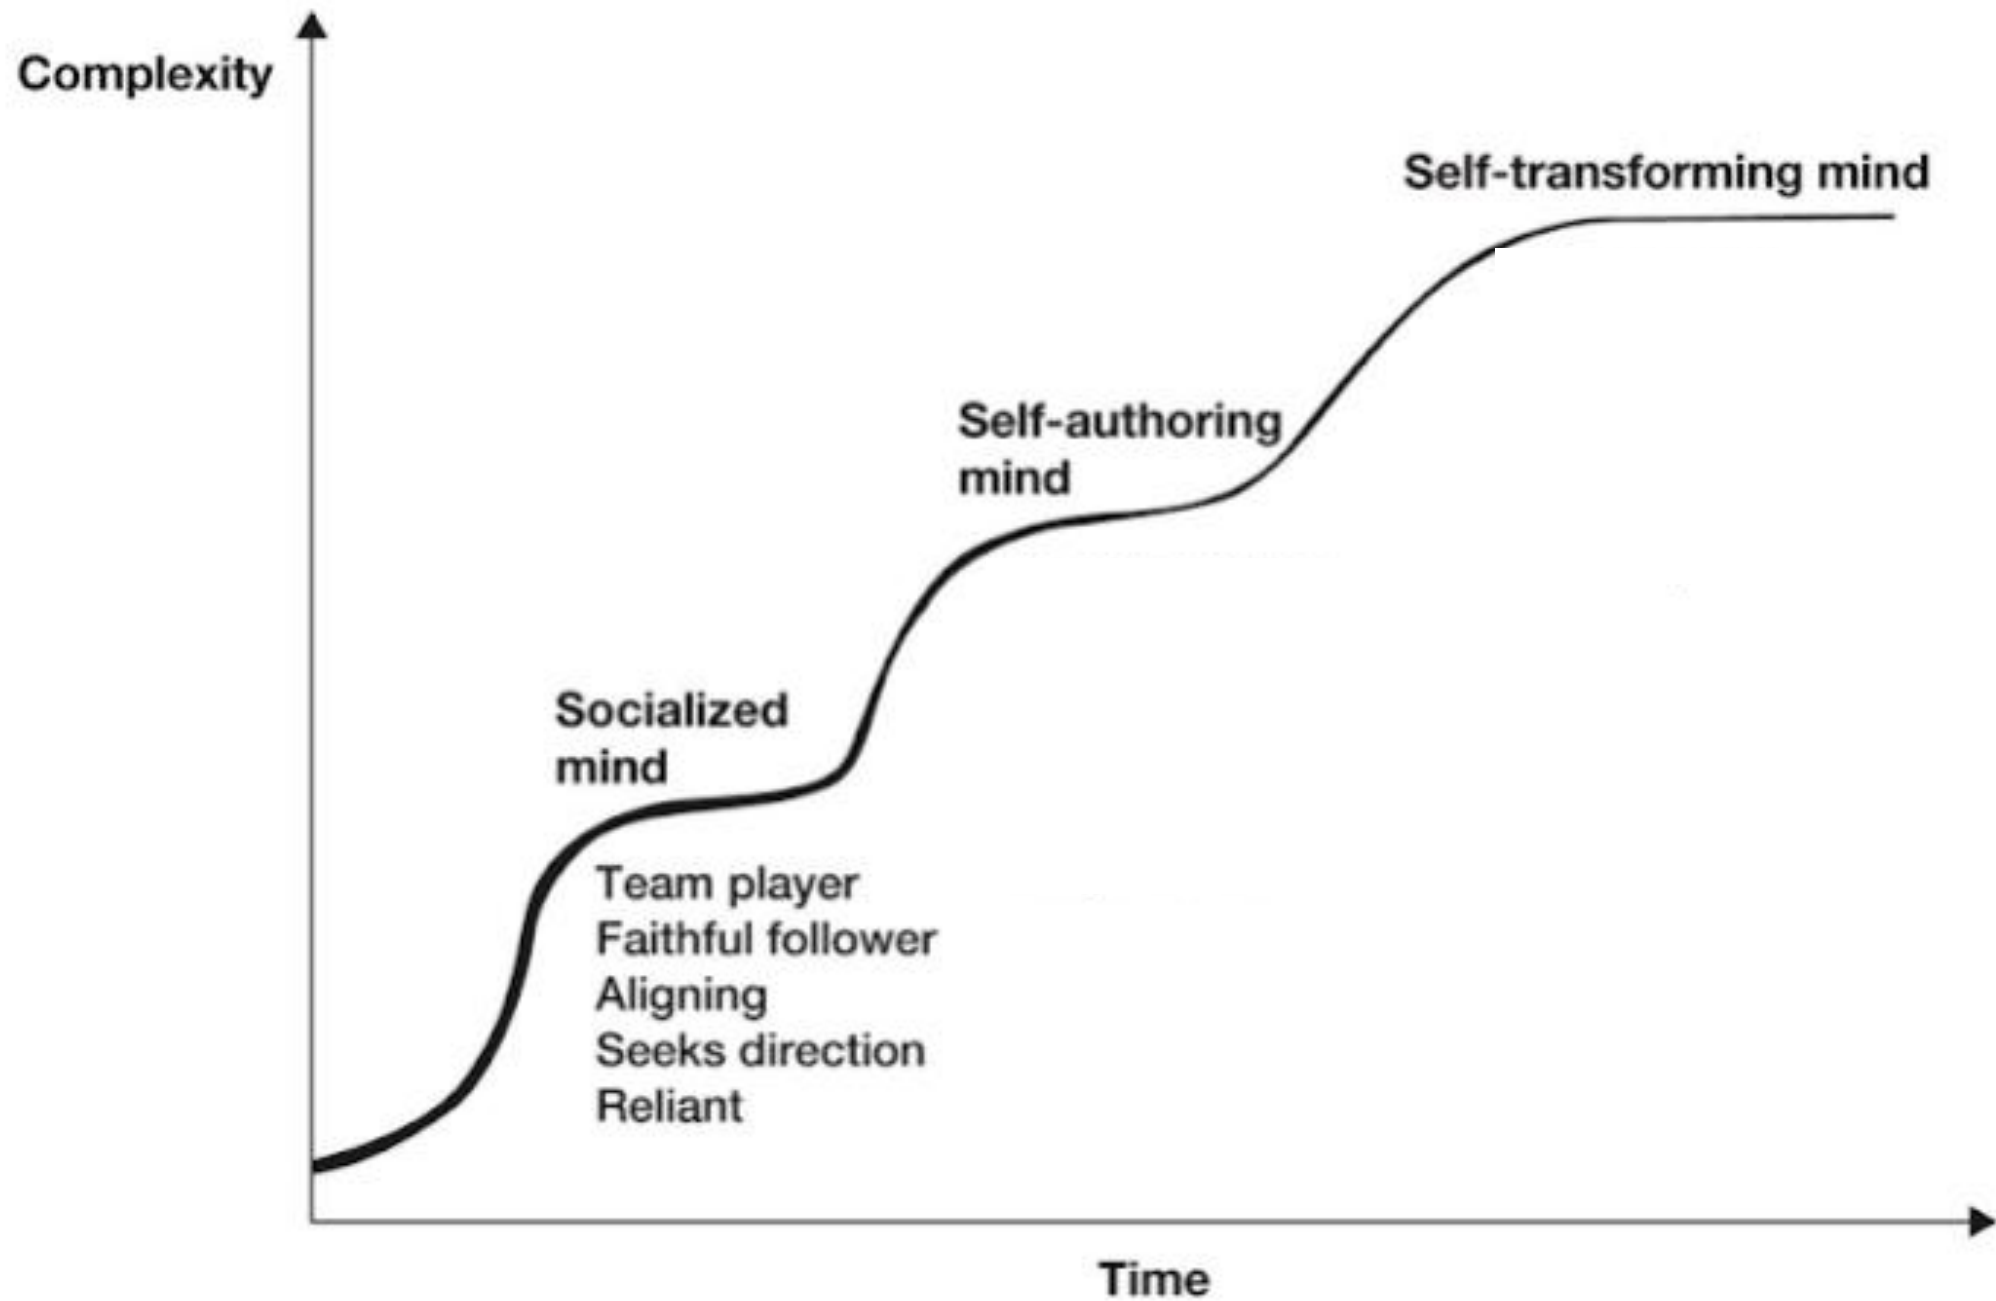 Complexity
Self-transforming mind
Self-authoring
mind
Socialized
mind
Team player
Faithful follower
Aligning
Seeks direction
Reliant
Time